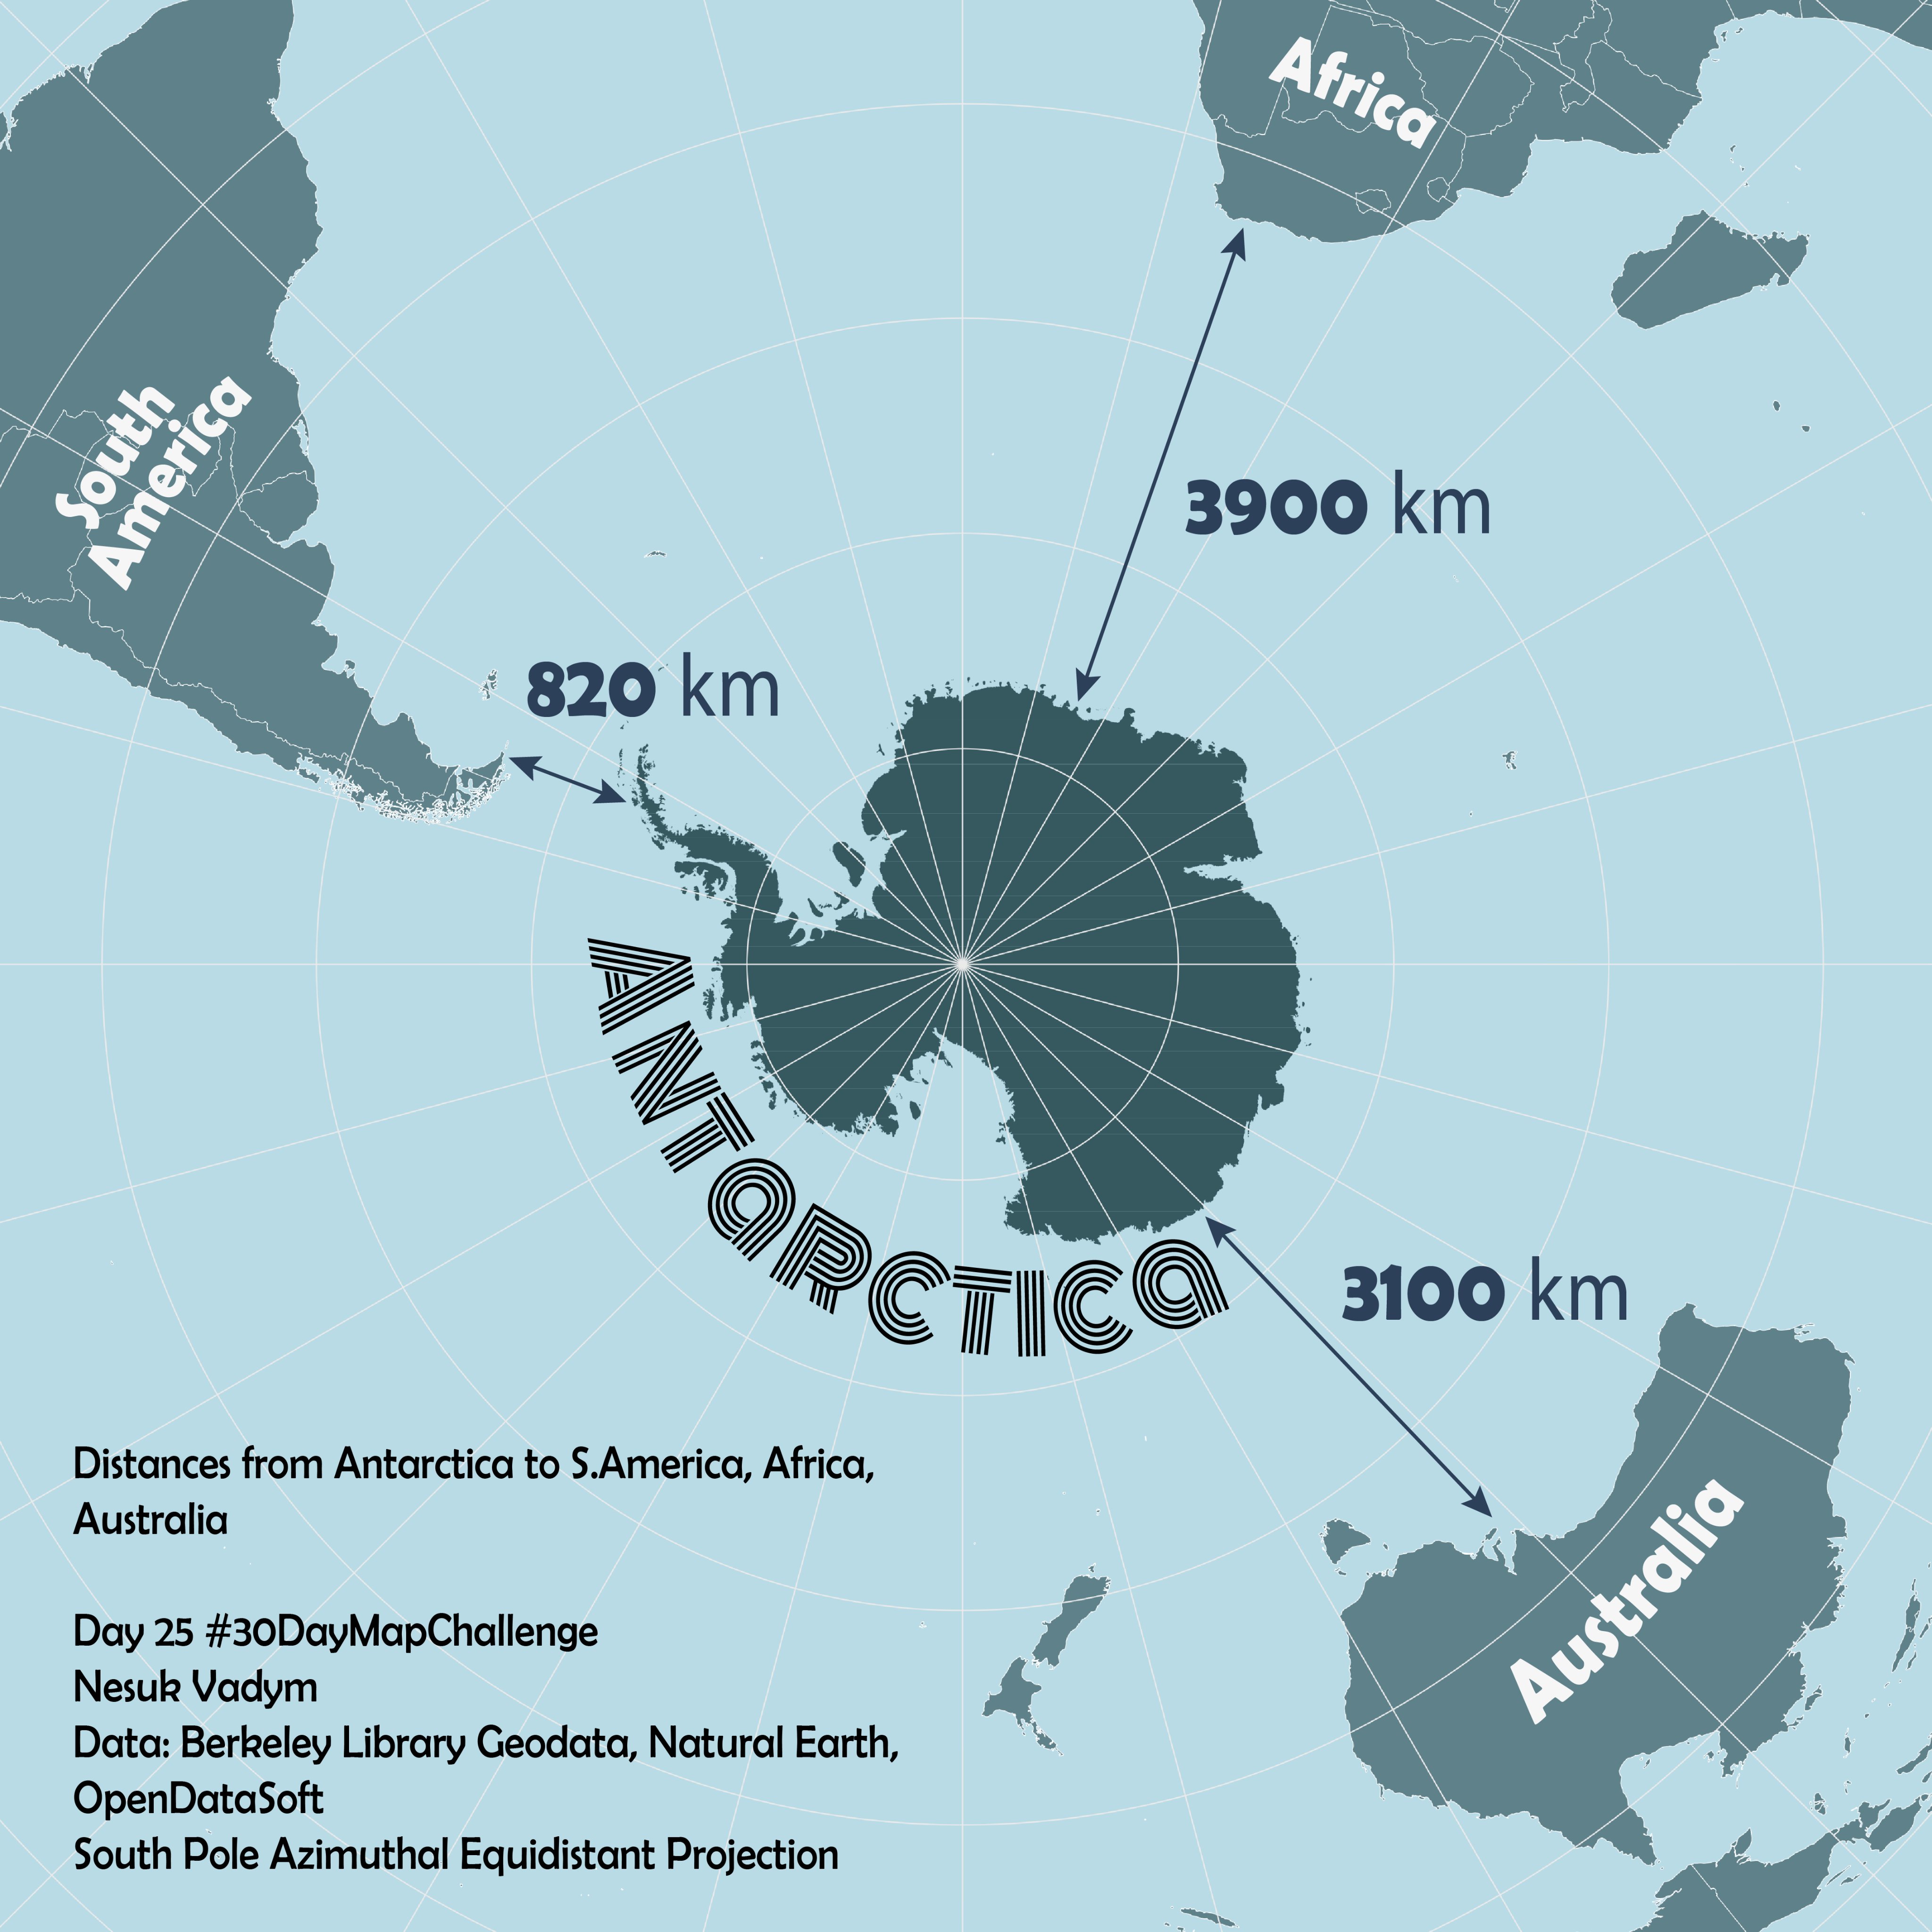 Africa
South
America
3900 km
820 km
ANTARCTICA
3100 km
Australia
Distances from Antarctica to S.America, Africa,
Australia
Day 25 #30DayMapChallenge
Nesuk Vadym
Data: Berkeley Library Geodata, Natural Earth,
OpenDataSoft
South Pole Azimuthal Equidistant Projection